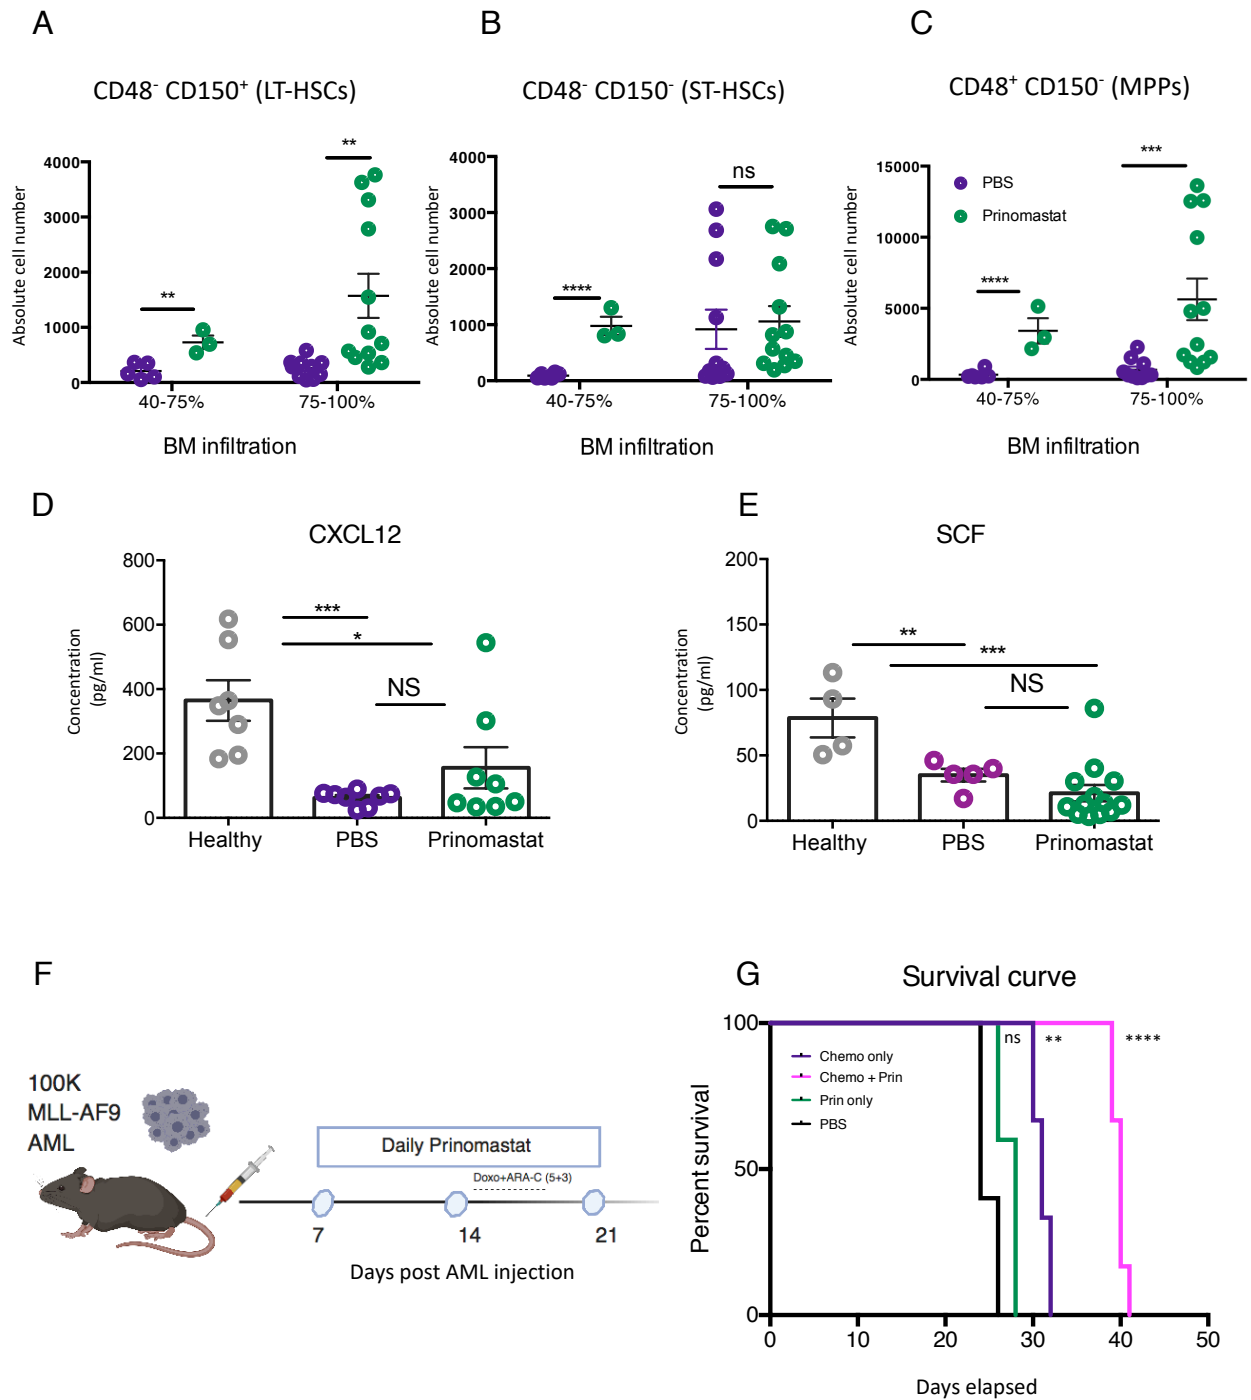 A
CD48⁻ CD150⁺ (LT-HSCs)
Absolute cell number
4000
3000
2000
1000
0
**
**
40-75%
75-100%
BM infiltration
B
CD48⁻ CD150⁻ (ST-HSCs)
Absolute cell number
4000
3000
2000
1000
0
****
ns
40-75%
75-100%
BM infiltration
C
CD48⁺ CD150⁻ (MPPs)
Absolute cell number
15000
10000
5000
0
PBS
Prinomastat
****
***
40-75%
75-100%
BM infiltration
D
CXCL12
Concentration
(pg/ml)
800
600
400
200
0
***
*
NS
Healthy
PBS
Prinomastat
E
SCF
Concentration
(pg/ml)
200
150
100
50
0
**
***
NS
Healthy
PBS
Prinomastat
F
100K
MLL-AF9
AML
Daily Prinomastat
Doxo+ARA-C (5+3)
7
14
21
Days post AML injection
G
Survival curve
Percent survival
100
50
0
Chemo only
Chemo + Prin
Prin only
PBS
ns
**
****
0
10
20
30
40
50
Days elapsed